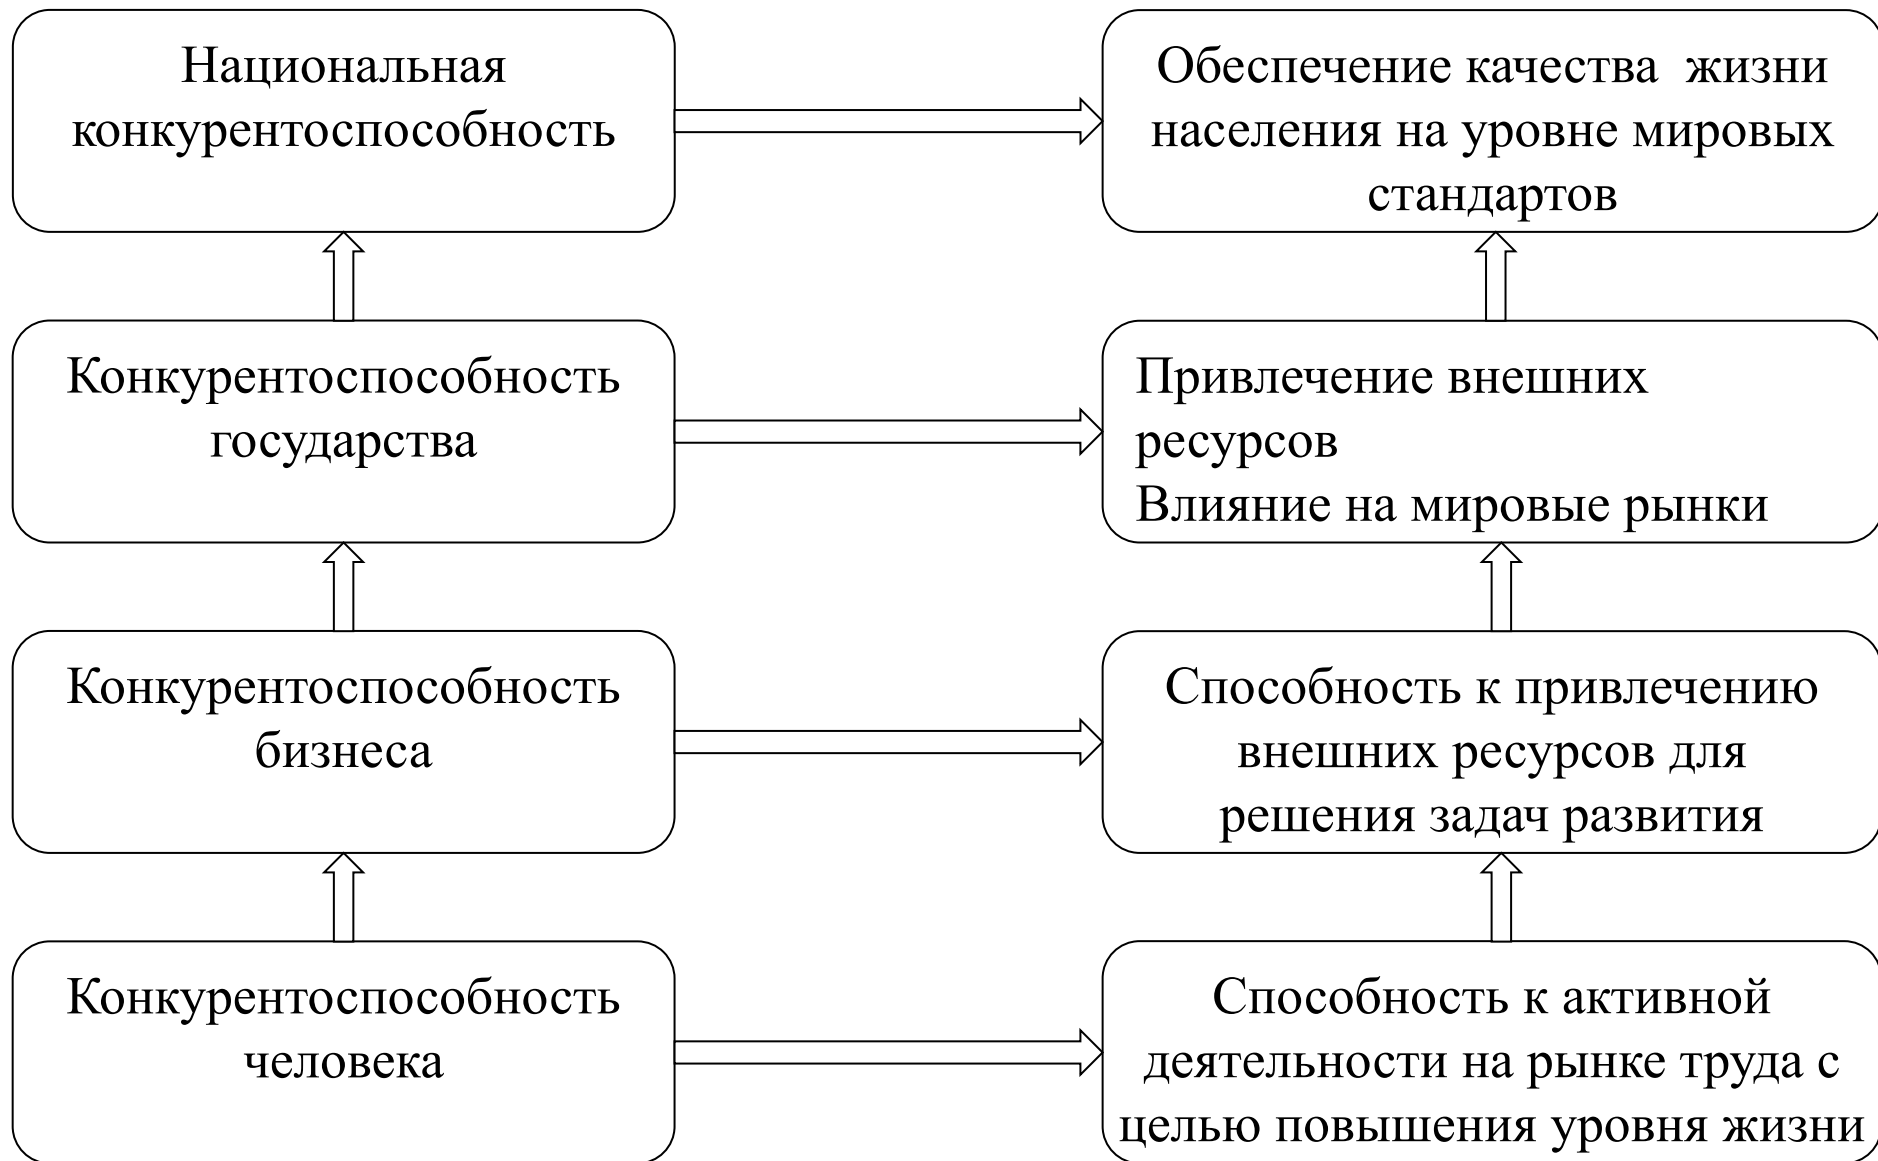 Национальная
конкурентоспособность
Обеспечение качества  жизни
населения на уровне мировых
стандартов
Конкурентоспособность
государства
Привлечение внешних
ресурсов
Влияние на мировые рынки
Конкурентоспособность
бизнеса
Способность к привлечению
внешних ресурсов для
решения задач развития
Конкурентоспособность
человека
Способность к активной
деятельности на рынке труда с
целью повышения уровня жизни